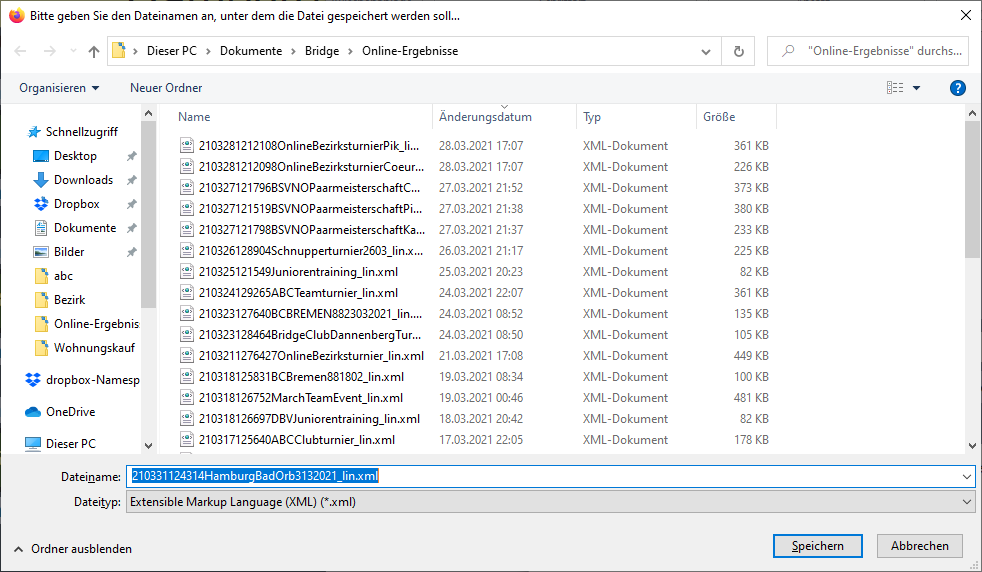 Bitte geben Sie den Dateinamen an, unter dem die Datei gespeichert werden soll...
Dieser PC > Dokumente > Bridge > Online-Ergebnisse
"Online-Ergebnisse" durchs...
Organisieren Neuer Ordner
?
Schnellzugriff
Desktop
Downloads
Dropbox
Dokumente
Bilder
abc
Bezirk
Online-Ergebnis
Wohnungskauf
dropbox-Namesp
OneDrive
Dieser PC
Name Änderungsdatum Typ Größe
2103281212108OnlineBezirksturnierPik_li... 28.03.2021 17:07 XML-Dokument 361 KB
2103281212098OnlineBezirksturnierCoeur... 28.03.2021 17:07 XML-Dokument 226 KB
210327121796BSVNOPaarmeisterschaftC... 27.03.2021 21:52 XML-Dokument 373 KB
210327121519BSVNOPaarmeisterschaftPi... 27.03.2021 21:38 XML-Dokument 380 KB
210327121798BSVNOPaarmeisterschaftKa... 27.03.2021 21:37 XML-Dokument 233 KB
210326128904Schnupperturnier2603_lin.x... 26.03.2021 21:17 XML-Dokument 225 KB
210325121549Juniorentraining_lin.xml 25.03.2021 20:23 XML-Dokument 82 KB
210324129265ABCTeamturnier_lin.xml 24.03.2021 22:07 XML-Dokument 361 KB
210323127640BCBREMEN8823032021_lin.... 24.03.2021 08:52 XML-Dokument 135 KB
210323128464BridgeClubDannenbergTur... 24.03.2021 08:50 XML-Dokument 105 KB
2103211276427OnlineBezirksturnier_lin.xml 21.03.2021 17:08 XML-Dokument 449 KB
210318125831BCBremen881802_lin.xml 19.03.2021 08:34 XML-Dokument 100 KB
210318126752MarchTeamEvent_lin.xml 19.03.2021 00:46 XML-Dokument 481 KB
210318126697DBVJuniorentraining_lin.xml 18.03.2021 20:42 XML-Dokument 82 KB
210317125640ABCClubturnier_lin.xml 17.03.2021 22:05 XML-Dokument 178 KB
Dateiname: 210331124314HamburgBadOrb3132021_lin.xml
Dateityp: Extensible Markup Language (XML) (*.xml)
Ordner ausblenden
Speichern Abbrechen